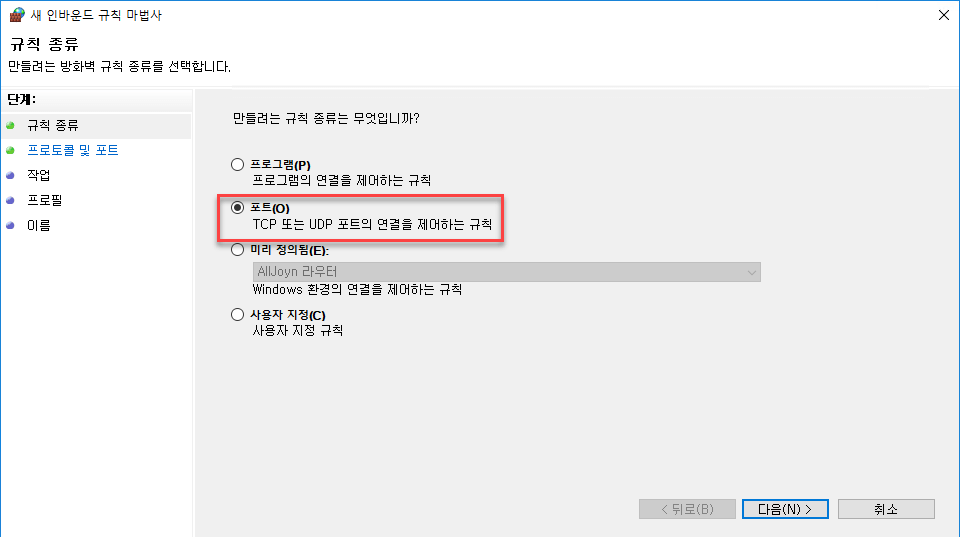 새 인바운드 규칙 마법사
규칙 종류
만들려는 방화벽 규칙 종류를 선택합니다.
단계:
규칙 종류
프로토콜 및 포트
작업
프로필
이름
만들려는 규칙 종류는 무엇입니까?
프로그램(P)
프로그램의 연결을 제어하는 규칙
포트(O)
TCP 또는 UDP 포트의 연결을 제어하는 규칙
미리 정의됨(E):
AllJoyn 라우터
Windows 환경의 연결을 제어하는 규칙
사용자 지정(C)
사용자 지정 규칙
< 뒤로(B) 다음(N) > 취소